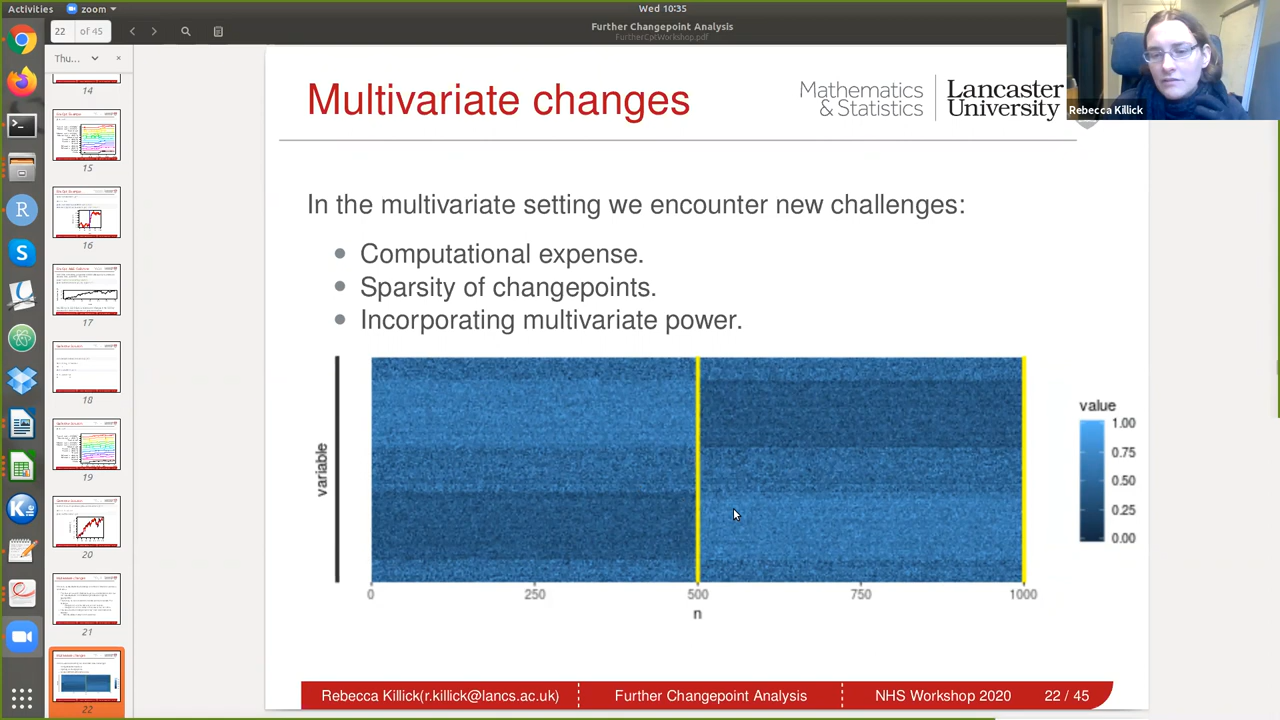 Activities
zoom
Wed 10:35
22
of 45
Further Changepoint Analysis
FurtherCptWorkshop.pdf
Thu...
14
15
16
17
18
19
20
21
22
Multivariate changes
Mathematics
& Statistics
Lancaster
University
Rebecca Killick
In the multivariate setting we encounter new challenges:
Computational expense.
Sparsity of changepoints.
Incorporating multivariate power.
variable
0
250
500
750
1000
n
value
1.00
0.75
0.50
0.25
0.00
Rebecca Killick(r.killick@lancs.ac.uk)
Further Changepoint Analysis
NHS Workshop 2020
22 / 45